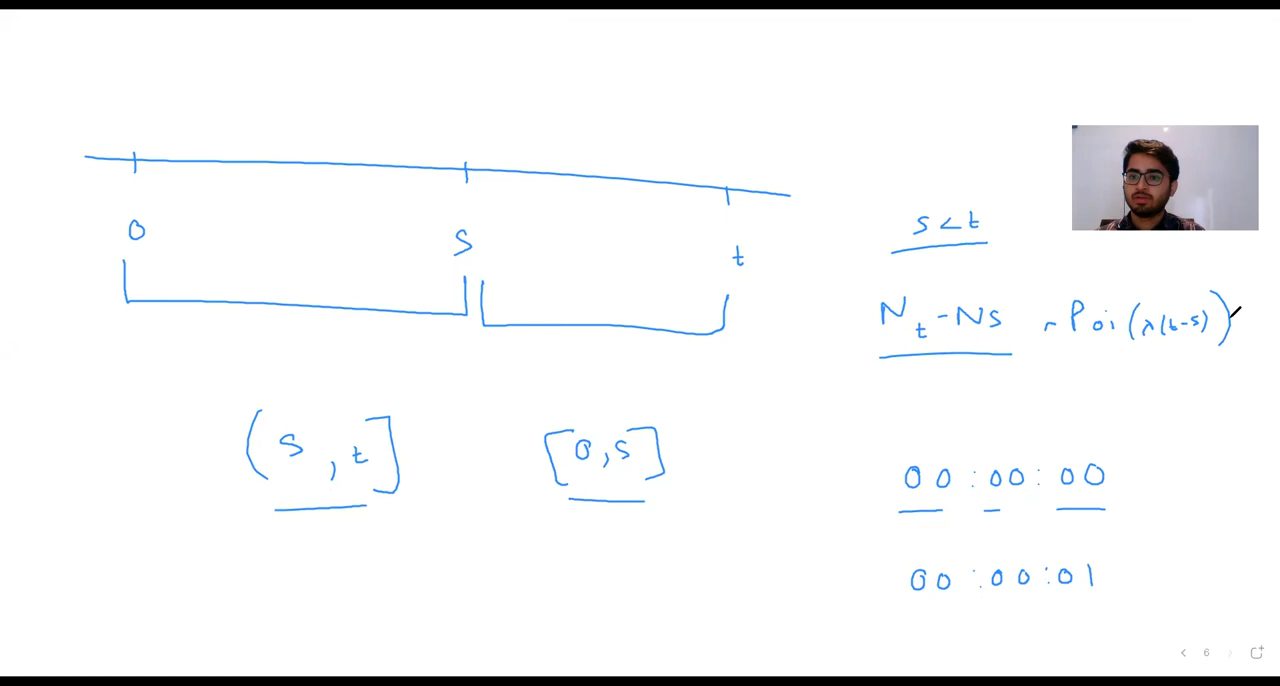 0 s t
s < t
N_t - N_s ~ Poi(λ(t-s))
(s, t] [0, s]
00:00:00
00:00:01
6